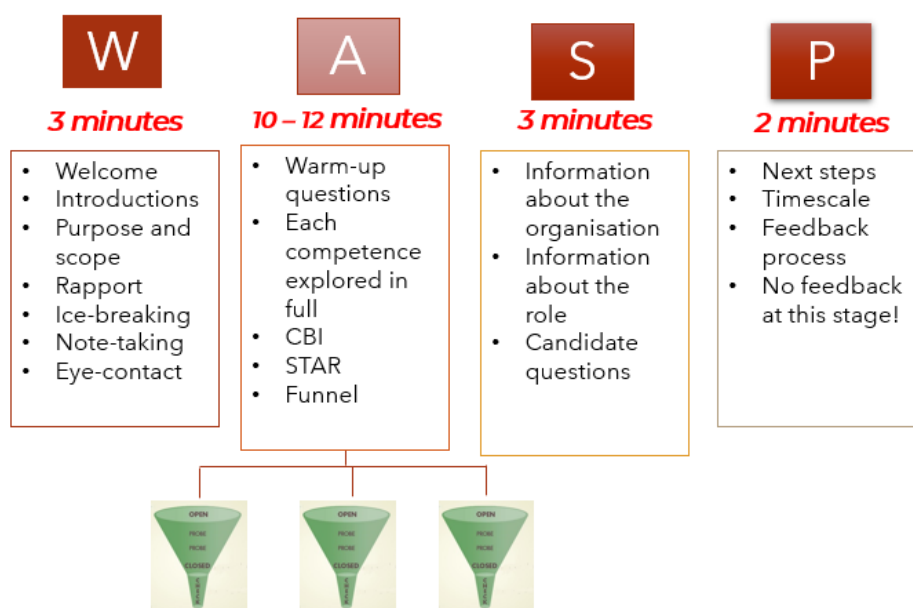 W
A
S
P
3 minutes
10 – 12 minutes
3 minutes
2 minutes
• Welcome
• Introductions
• Purpose and
scope
• Rapport
• Ice-breaking
• Note-taking
• Eye-contact
• Warm-up
questions
• Each
competence
explored in
full
• CBI
• STAR
• Funnel
• Information
about the
organisation
• Information
about the
role
• Candidate
questions
• Next steps
• Timescale
• Feedback
process
• No feedback
at this stage!
OPEN
PROBE
PROBE
CLOSED
CHECK
OPEN
PROBE
PROBE
CLOSED
CHECK
OPEN
PROBE
PROBE
CLOSED
CHECK